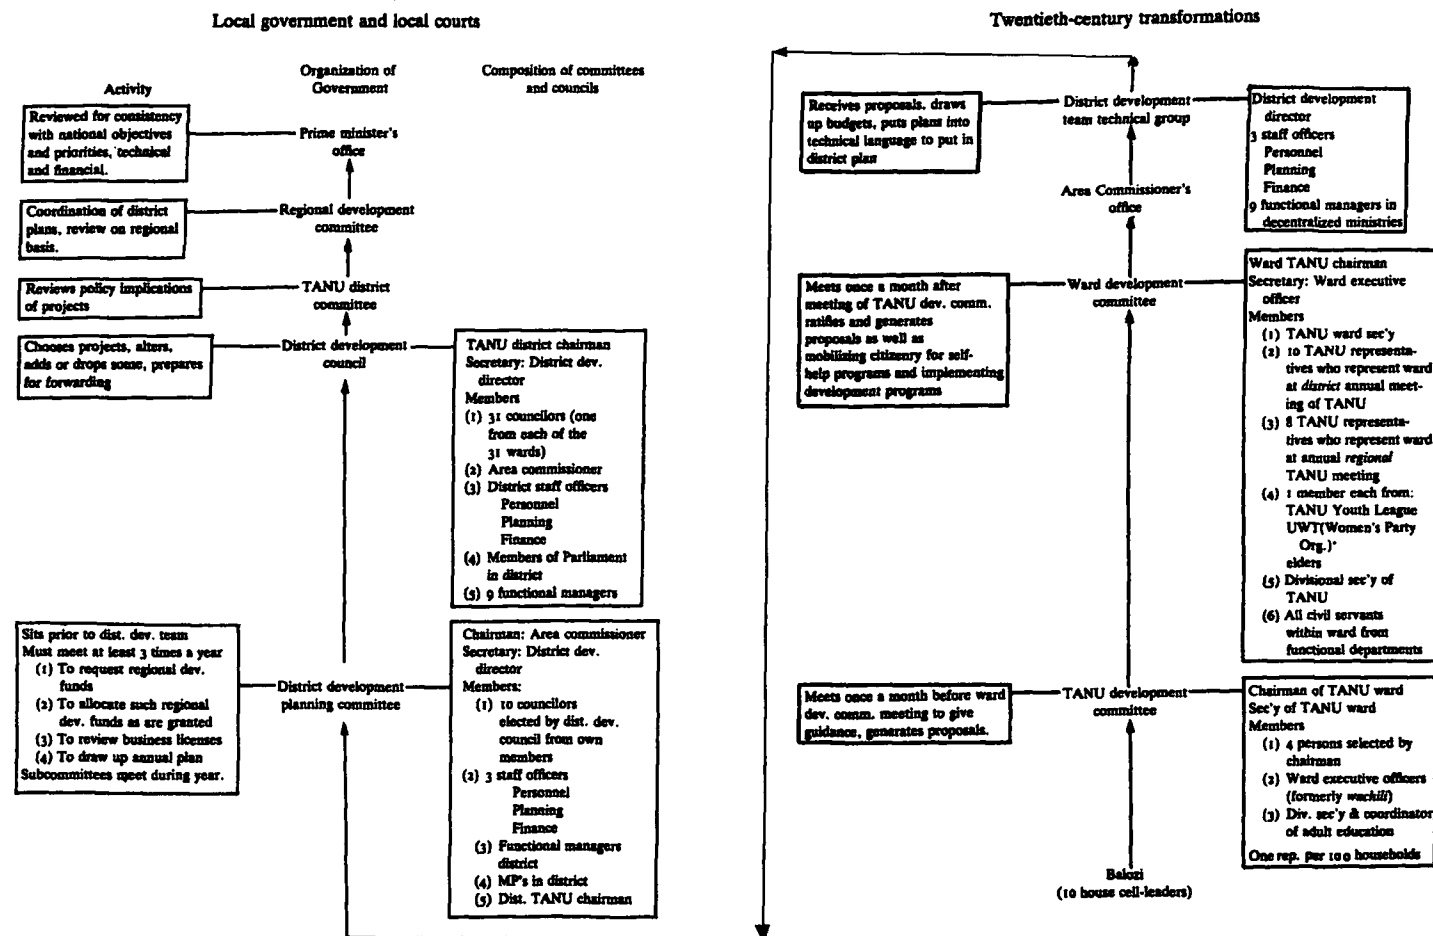 Local government and local courts
Activity
Organization of
Government
Composition of committees
and councils
Reviewed for consistency
with national objectives
and priorities, technical
and financial.
Prime minister's
office
Coordination of district
plans, review on regional
basis.
Regional development
committee
Reviews policy implications
of projects
TANU district
committee
Chooses projects, alters,
adds or drops some, prepares
for forwarding
District development
council
TANU district chairman
Secretary: District dev.
director
Members
(1) 31 councilors (one
from each of the
31 wards)
(2) Area commissioner
(3) District staff officers
Personnel
Planning
Finance
(4) Members of Parliament
in district
(5) 9 functional managers
Sits prior to dist. dev. team
Must meet at least 3 times a year
(1) To request regional dev.
funds
(2) To allocate such regional
dev. funds as are granted
(3) To review business licenses
(4) To draw up annual plan
Subcommittees meet during year.
District development
planning committee
Chairman: Area commissioner
Secretary: District dev.
director
Members:
(1) 10 councilors
elected by dist. dev.
council from own
members
(2) 3 staff officers
Personnel
Planning
Finance
(3) Functional managers
district
(4) MP's in district
(5) Dist. TANU chairman
Twentieth-century transformations
Receives proposals, draws
up budgets, puts plans into
technical language to put in
district plan
District development
team technical group
District development
director
3 staff officers
Personnel
Planning
Finance
9 functional managers in
decentralized ministries
Area Commissioner's
office
Meets once a month after
meeting of TANU dev. comm.
ratifies and generates
proposals as well as
mobilizing citizenry for self-
help programs and implementing
development programs
Ward development
committee
Ward TANU chairman
Secretary: Ward executive
officer
Members
(1) TANU ward sec'y
(2) 10 TANU representa-
tives who represent ward
at district annual meet-
ing of TANU
(3) 8 TANU representa-
tives who represent ward
at annual regional
TANU meeting
(4) 1 member each from:
TANU Youth League
UWT(Women's Party
Org.)*
elders
(5) Divisional sec'y of
TANU
(6) All civil servants
within ward from
functional departments
Meets once a month before ward
dev. comm. meeting to give
guidance, generates proposals.
TANU development
committee
Chairman of TANU ward
Sec'y of TANU ward
Members
(1) 4 persons selected by
chairman
(2) Ward executive officers
(formerly wachili)
(3) Div. sec'y & coordinator
of adult education
One rep. per 100 households
Balozi
(10 house cell-leaders)